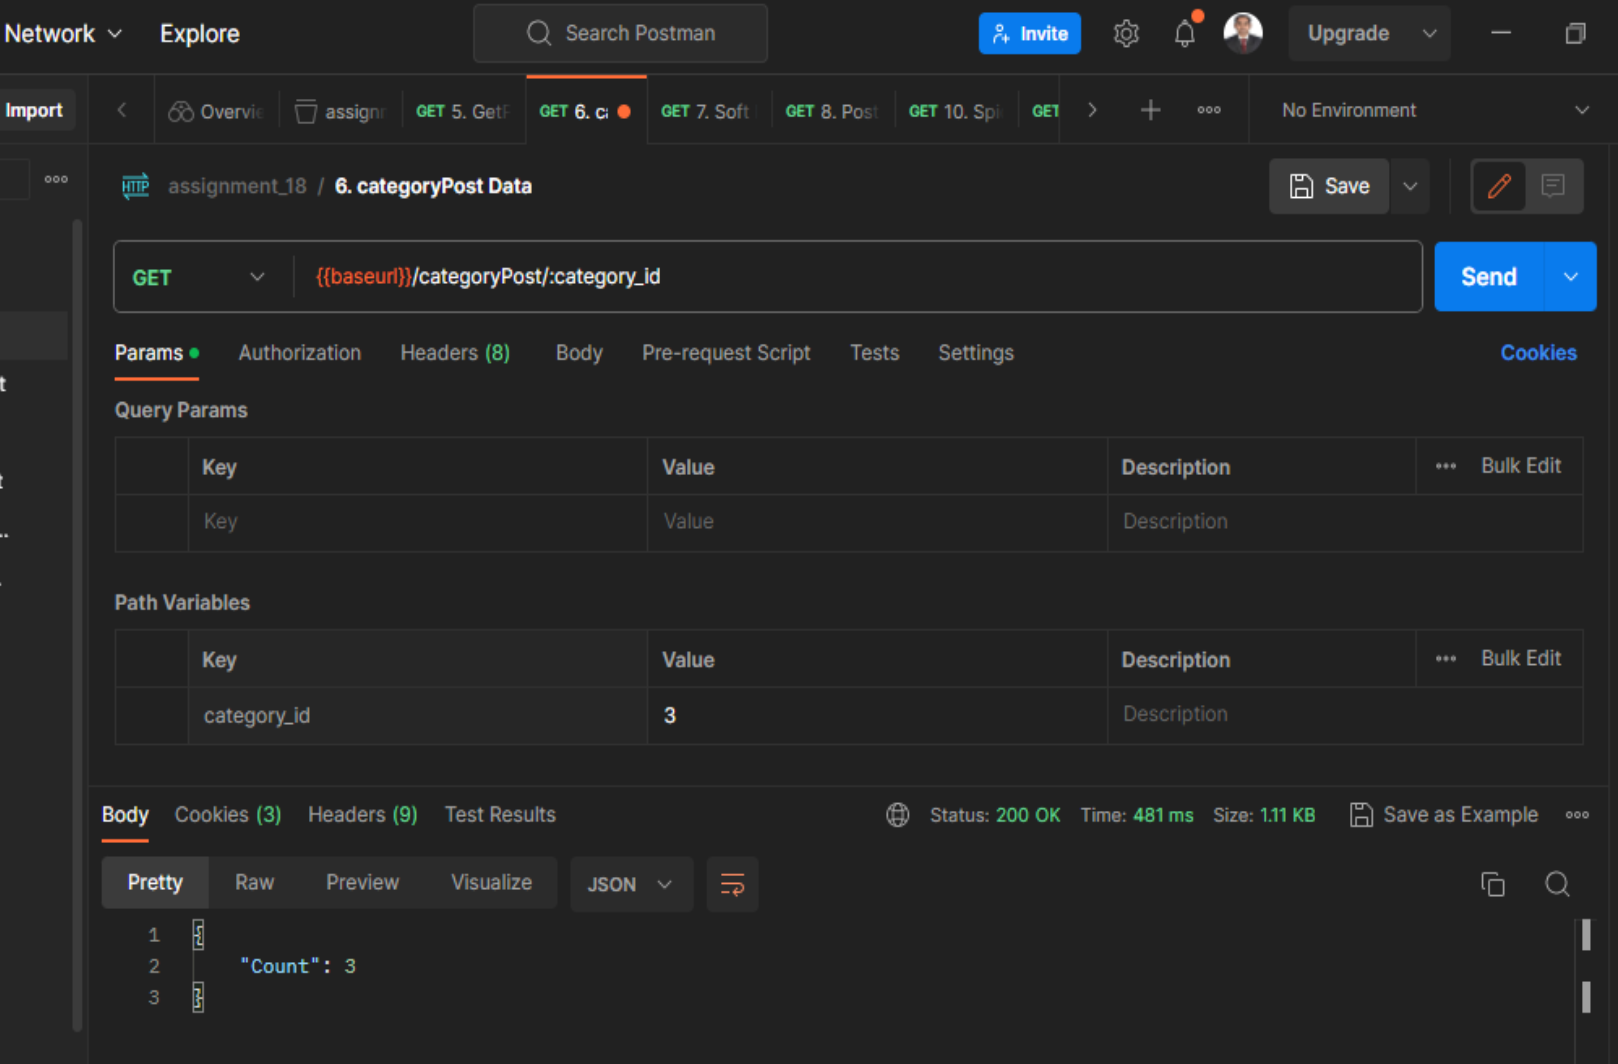 Network Explore Search Postman Invite Upgrade
Import Overvie assignm GET 5. GetF GET 6. ca GET 7. Soft GET 8. Post GET 10. Spi GET No Environment
HTTP assignment_18 / 6. categoryPost Data Save
GET {{baseurl}}/categoryPost/:category_id Send
Params Authorization Headers (8) Body Pre-request Script Tests Settings Cookies
Query Params
Key Value Description Bulk Edit
Key Value Description
Path Variables
Key Value Description Bulk Edit
category_id 3 Description
Body Cookies (3) Headers (9) Test Results Status: 200 OK Time: 481 ms Size: 1.11 KB Save as Example
Pretty Raw Preview Visualize JSON
1 {
2 "Count": 3
3 }